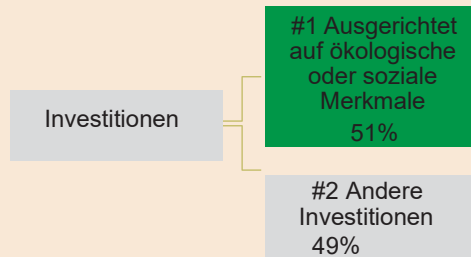 #1 Ausgerichtet
auf ökologische
oder soziale
Merkmale
51%
Investitionen
#2 Andere
Investitionen
49%